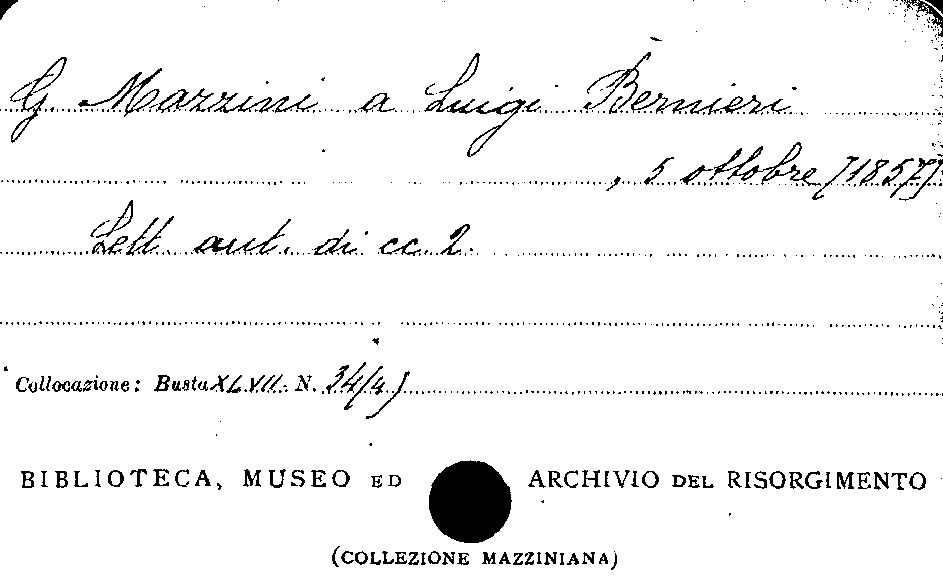 G. Mazzini a Luigi Bernieri
, 5 ottobre [1857]
Lett. aut. di cc. 2.
Collocazione: Busta XLVII. N. 34/4)
BIBLIOTECA, MUSEO ED ARCHIVIO DEL RISORGIMENTO
(COLLEZIONE MAZZINIANA)